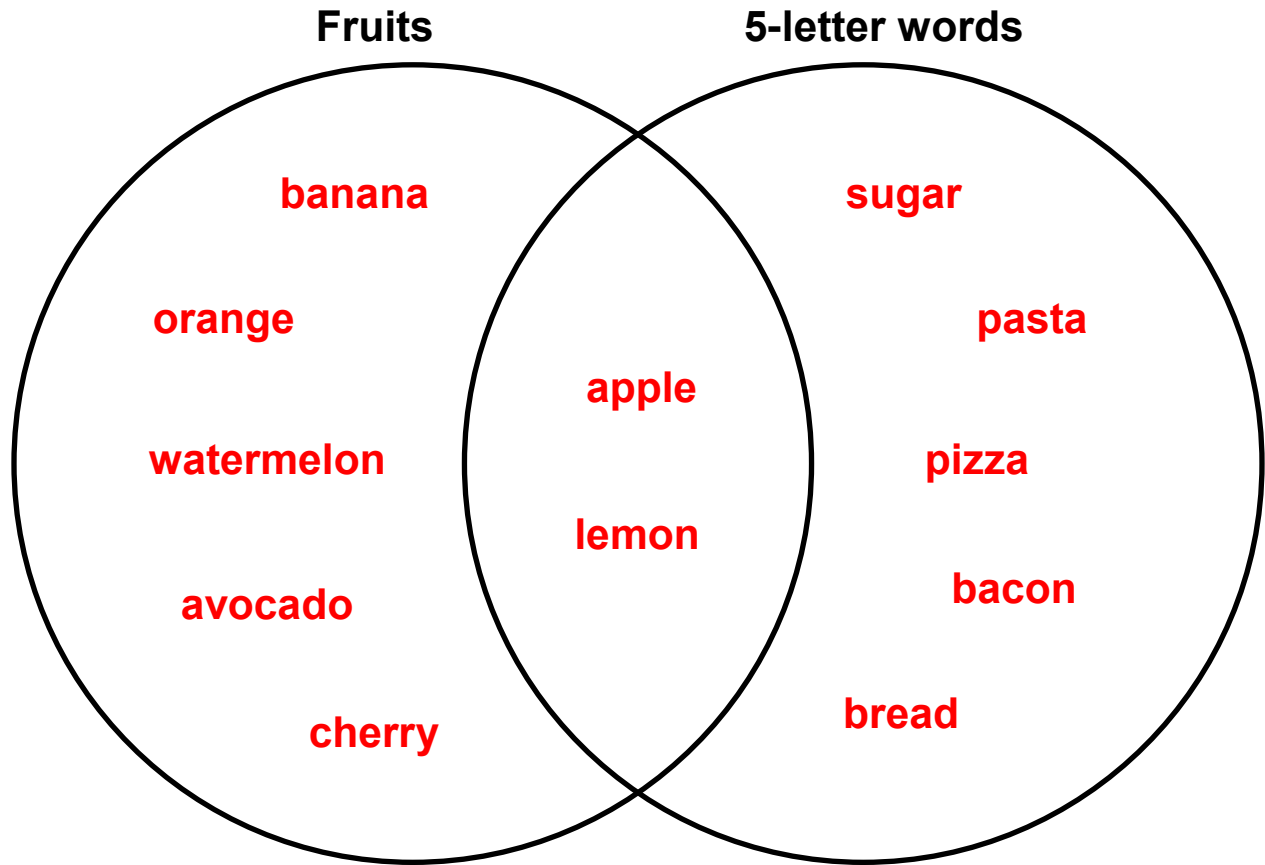 Fruits
5-letter words
banana
sugar
orange
pasta
apple
watermelon
pizza
lemon
avocado
bacon
cherry
bread